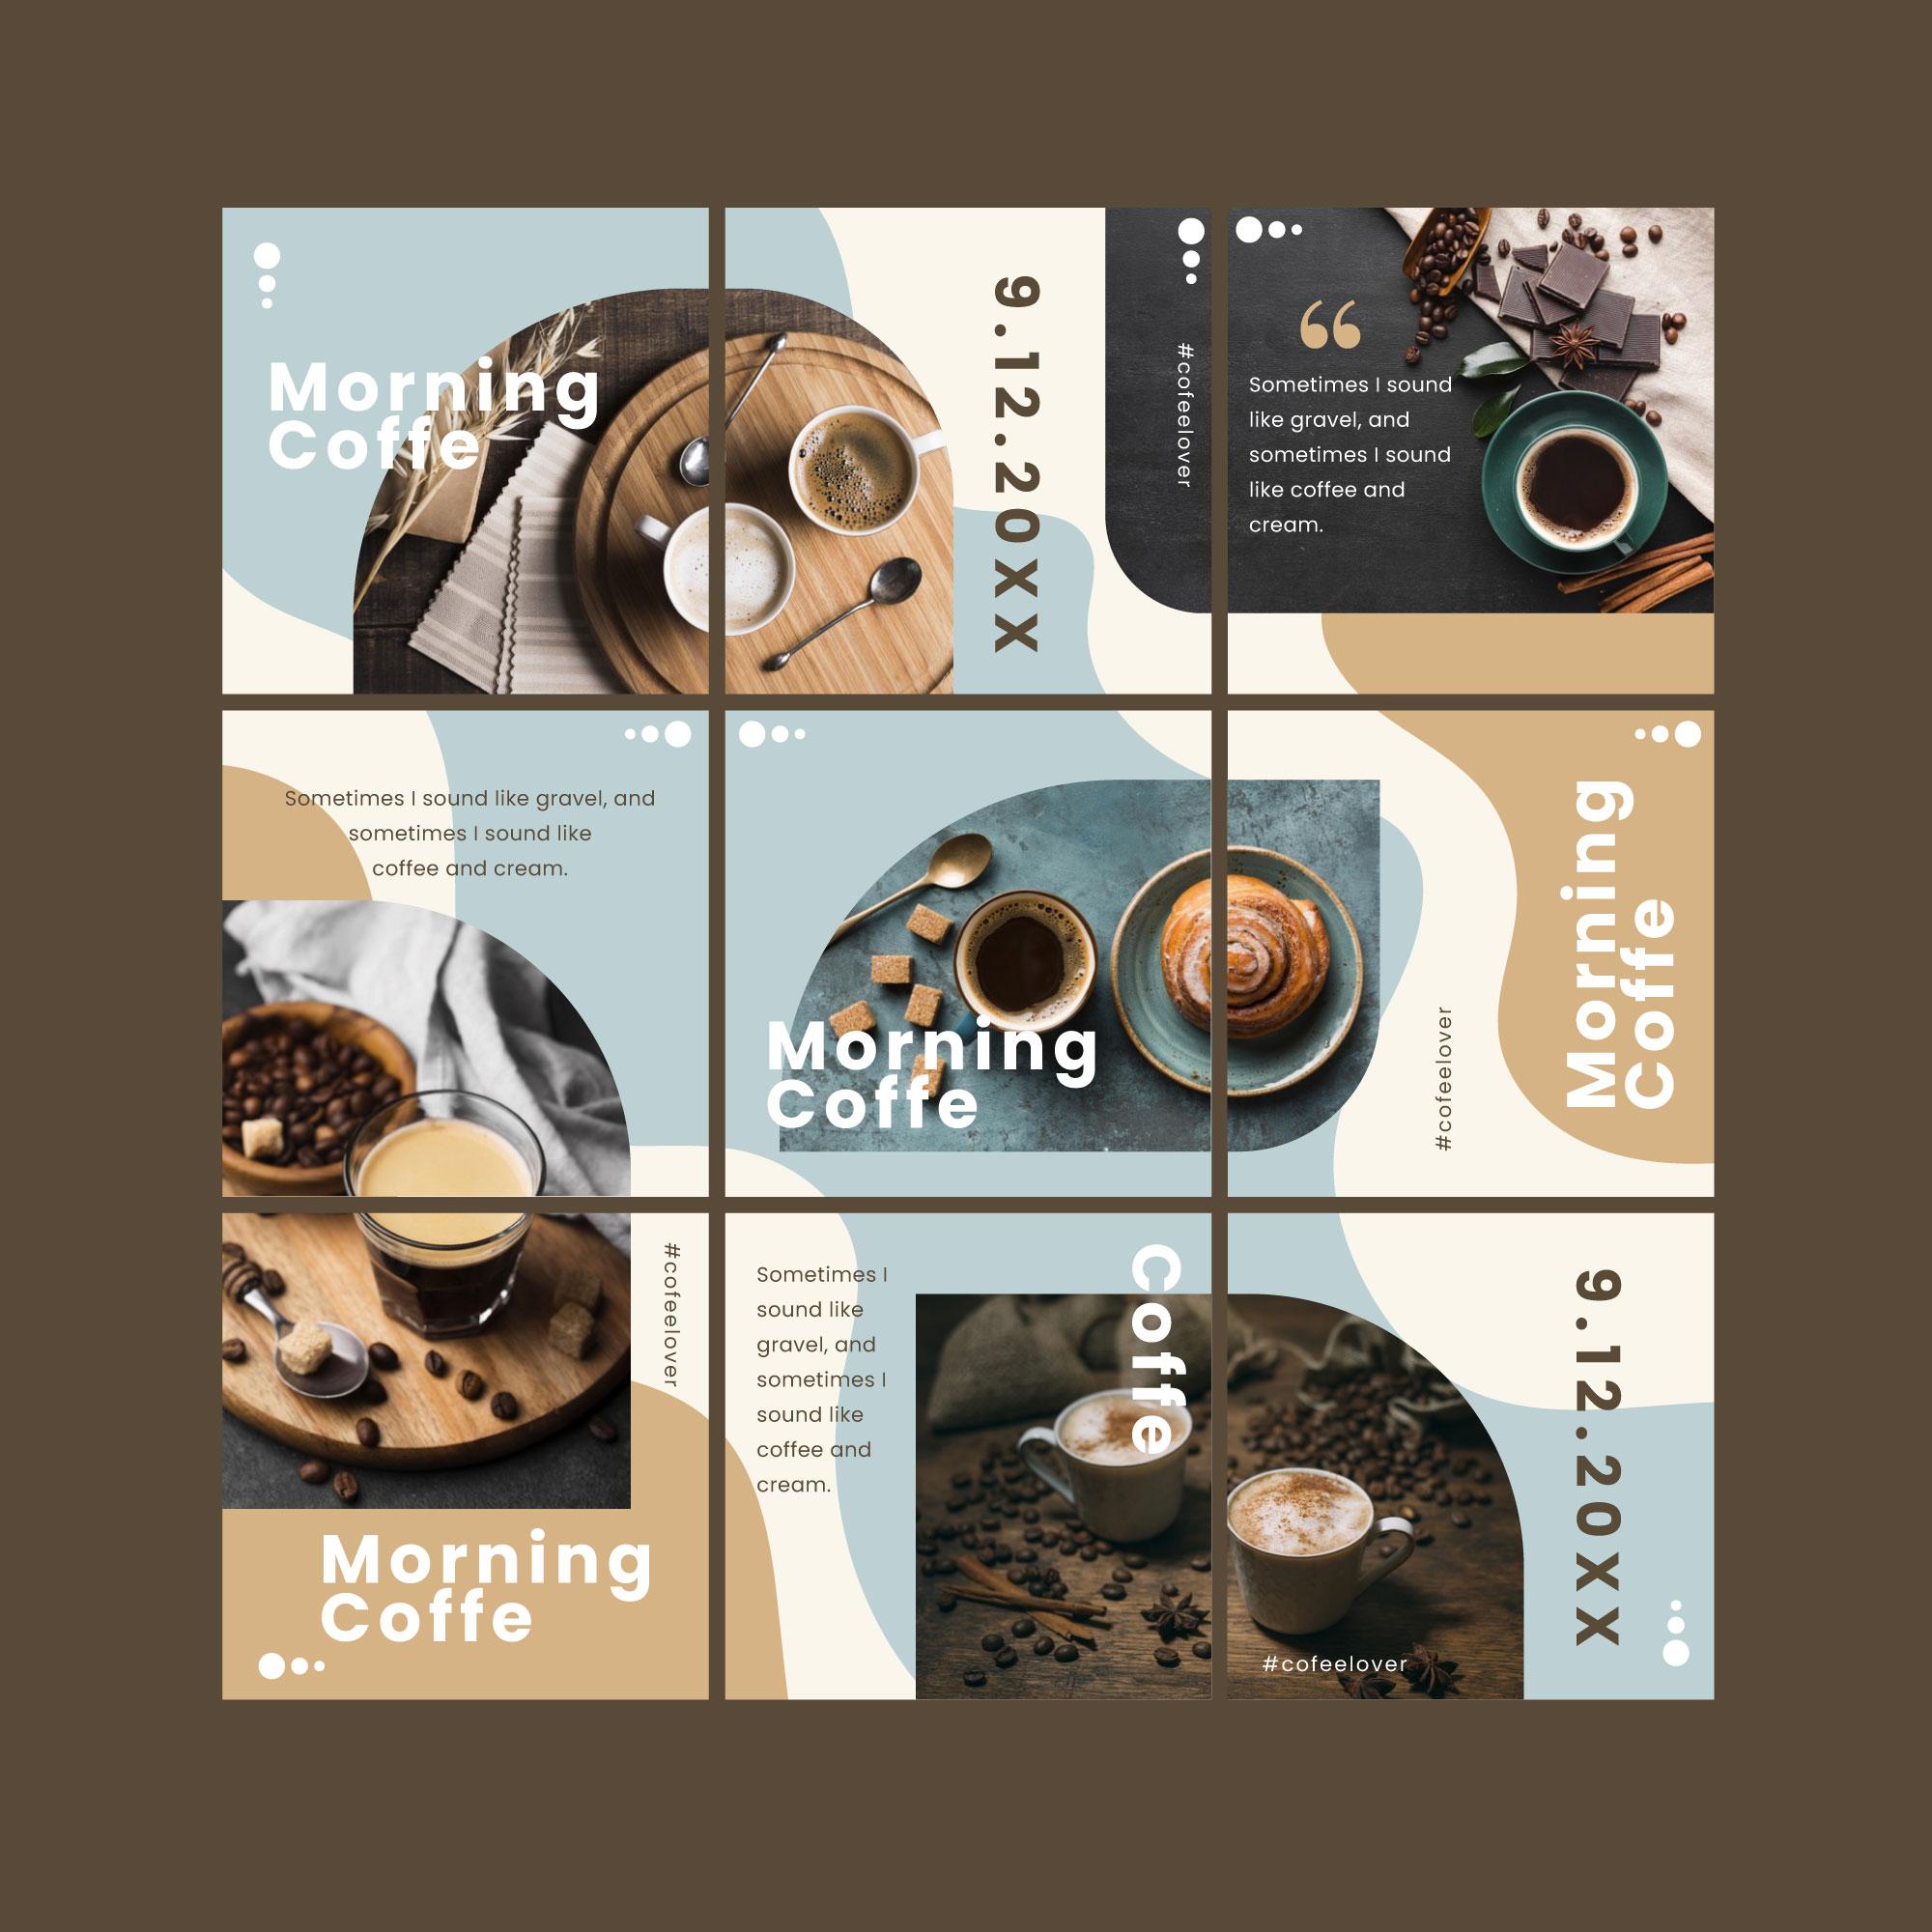 Morning
Coffe
9.12.20XX
#cofeelover
“
Sometimes I sound
like gravel, and
sometimes I sound
like coffee and
cream.
Sometimes I sound like gravel, and
sometimes I sound like
coffee and cream.
Morning
Coffe
#cofeelover
Morning
Coffe
#cofeelover
Morning
Coffe
Sometimes I
sound like
gravel, and
sometimes I
sound like
coffee and
cream.
Coffe
#cofeelover
9.12.20XX